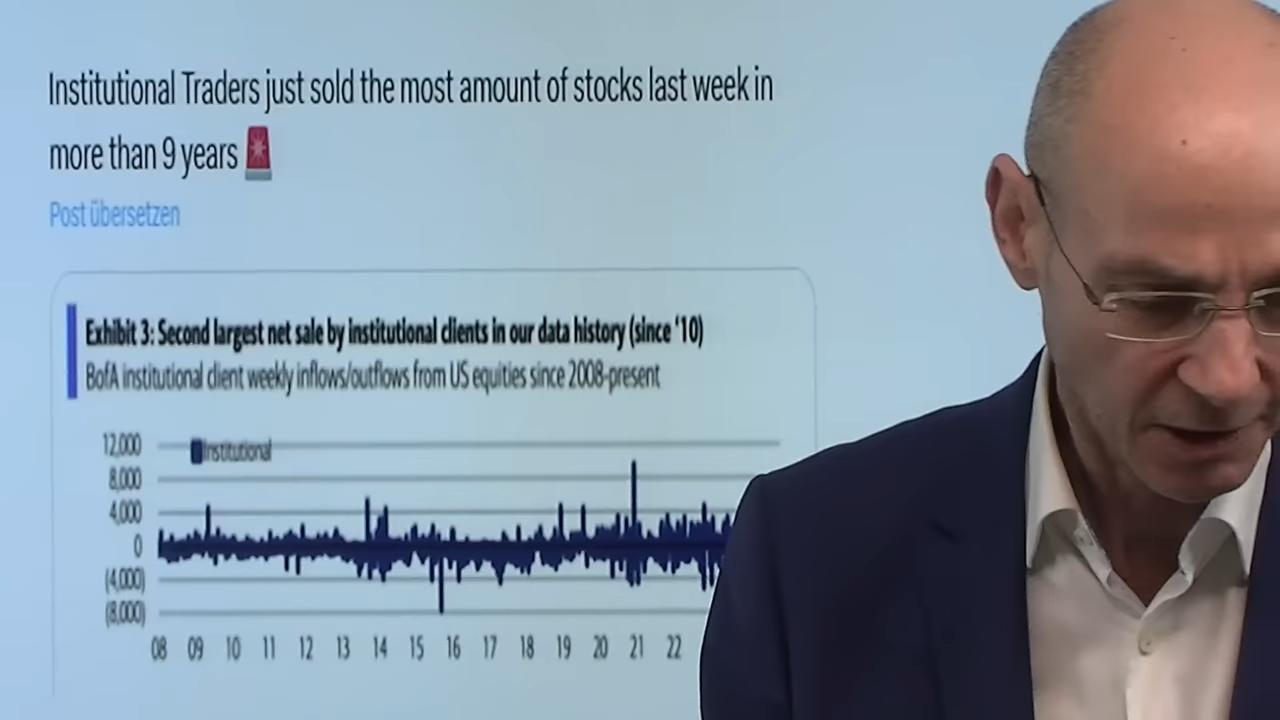 Institutional Traders just sold the most amount of stocks last week in
more than 9 years
Post übersetzen
Exhibit 3: Second largest net sale by institutional clients in our data history (since '10)
BofA institutional client weekly inflows/outflows from US equities since 2008-present
12,000
Institutional
8,000
4,000
0
(4,000)
(8,000)
08 09 10 11 12 13 14 15 16 17 18 19 20 21 22